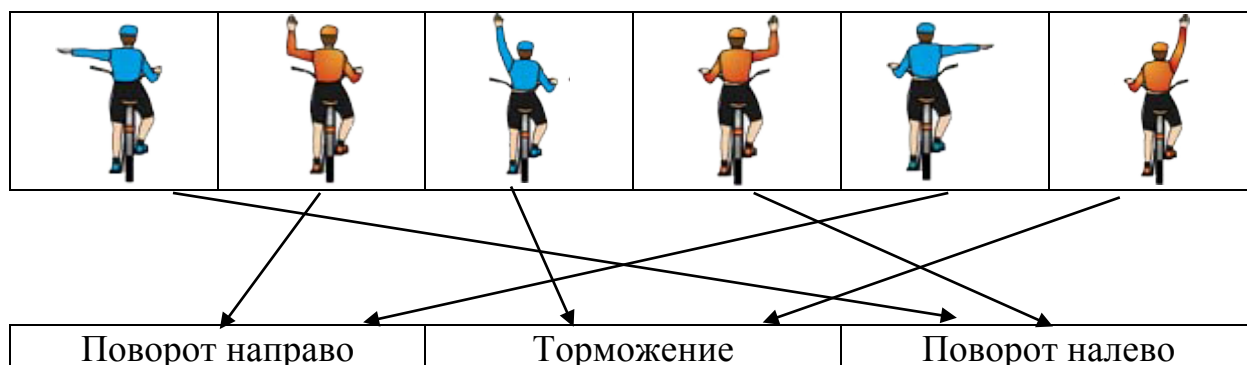 Поворот направо
Торможение
Поворот налево